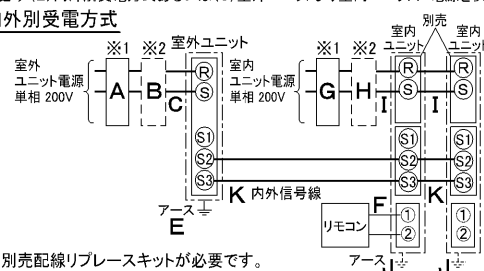 外別受電方式
※1 ※2 室外ユニット
室外
ユニット電源
単相 200V
A
B
C
R
S
S1
S2
S3
アース
E
K 内外信号線
※1 ※2
室内
ユニット電源
単相 200V
G
H
I
別売
室内
ユニット
R
S
S1
S2
S3
①
②
F
リモコン
アース
I
K
室内
ユニット
R
S
S1
S2
S3
①
②
別売配線リプレースキットが必要です。